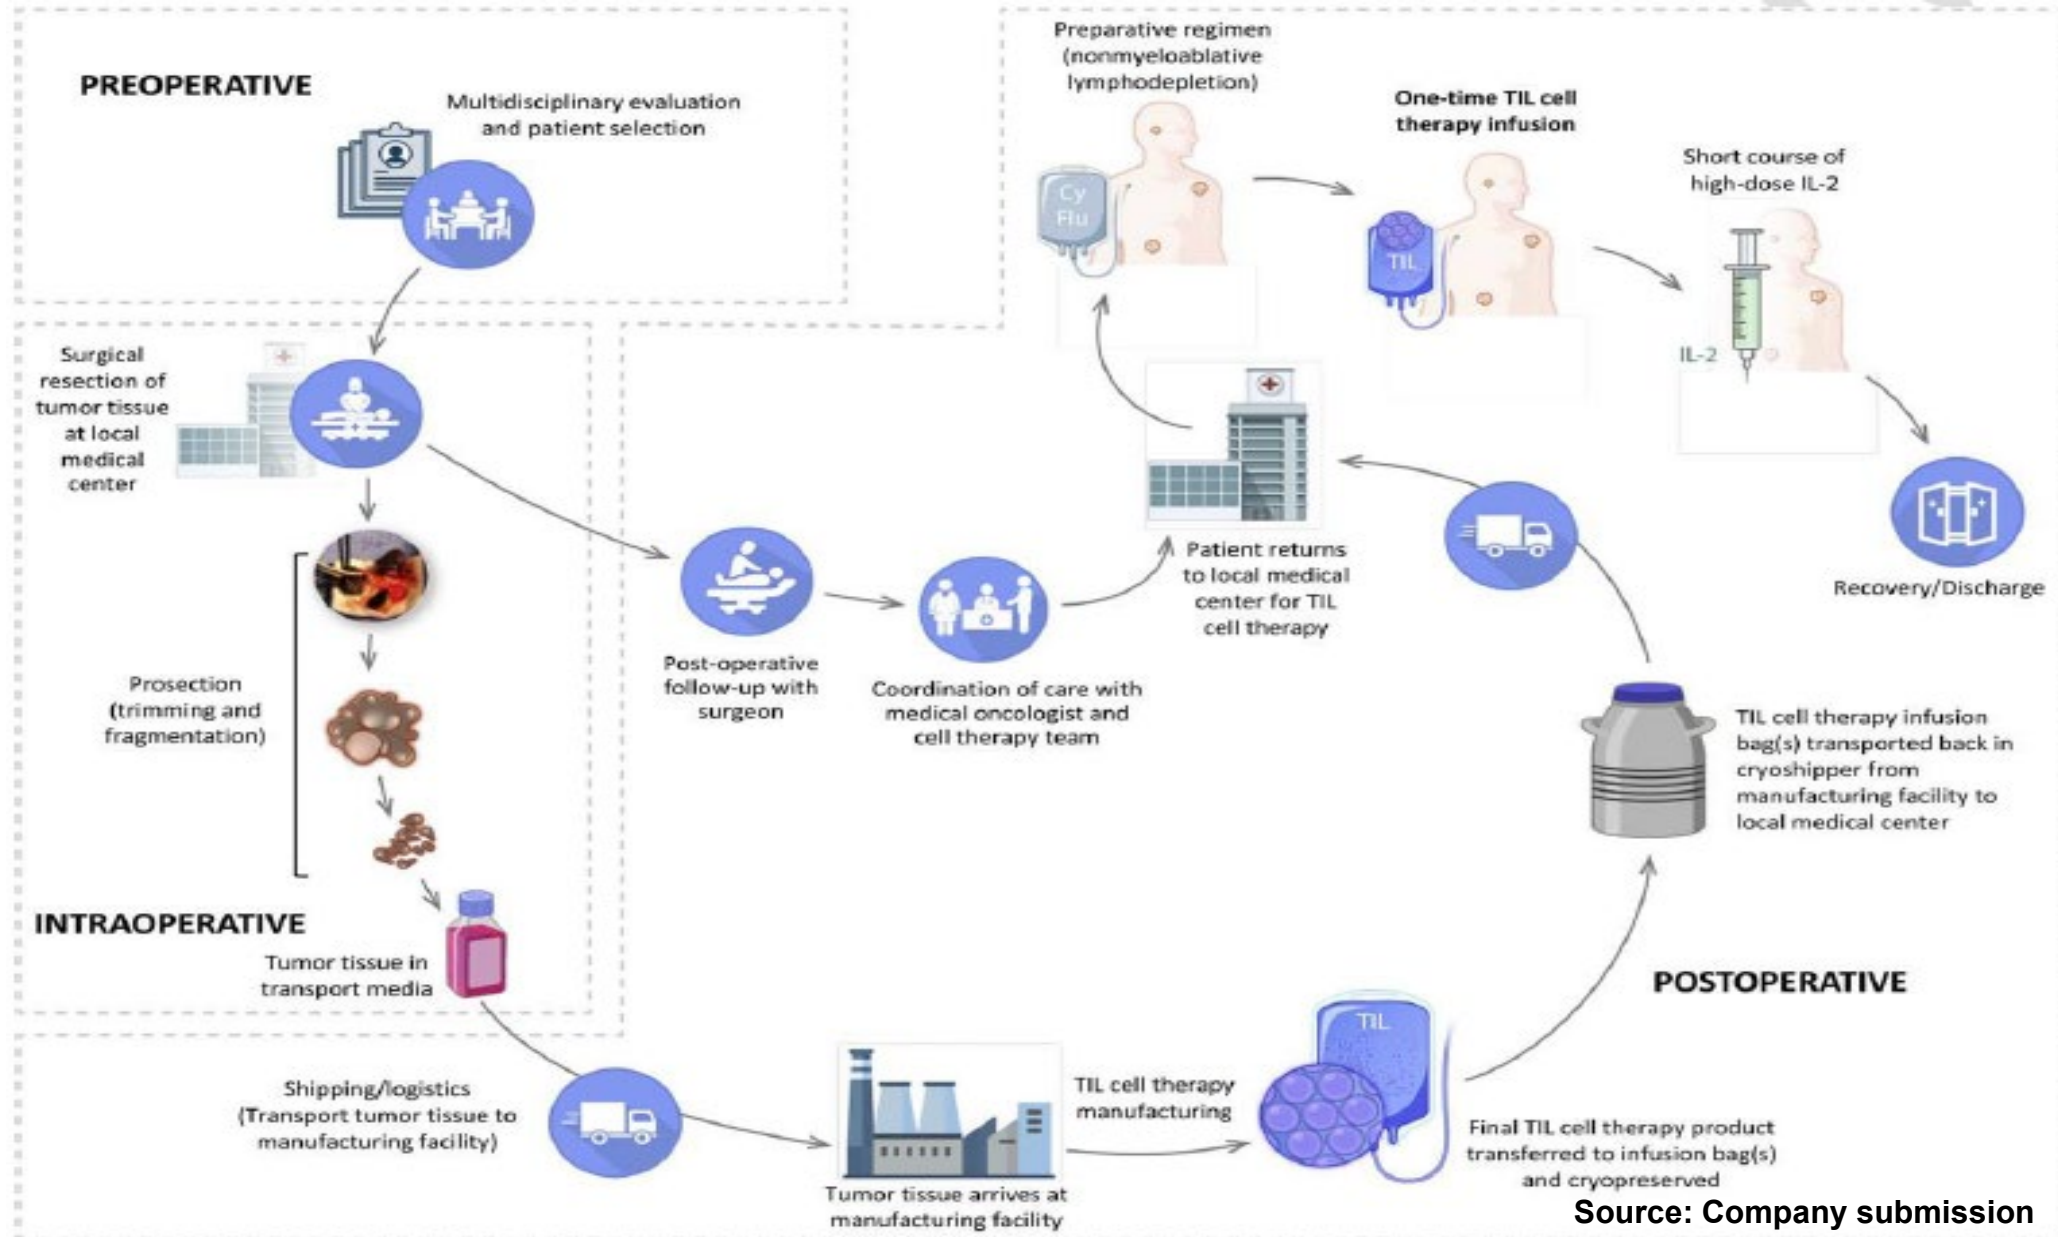 PREOPERATIVE
Multidisciplinary evaluation
and patient selection
Preparative regimen
(nonmyeloablative
lymphodepletion)
Cy
Flu
One-time TIL cell
therapy infusion
TIL
Short course of
high-dose IL-2
IL-2
Recovery/Discharge
Surgical
resection of
tumor tissue
at local
medical
center
Prosection
(trimming and
fragmentation)
INTRAOPERATIVE
Tumor tissue in
transport media
Post-operative
follow-up with
surgeon
Coordination of care with
medical oncologist and
cell therapy team
Patient returns
to local medical
center for TIL
cell therapy
TIL cell therapy infusion
bag(s) transported back in
cryoshipper from
manufacturing facility to
local medical center
POSTOPERATIVE
Shipping/logistics
(Transport tumor tissue to
manufacturing facility)
Tumor tissue arrives at
manufacturing facility
TIL cell therapy
manufacturing
TIL
Final TIL cell therapy product
transferred to infusion bag(s)
and cryopreserved
Source: Company submission